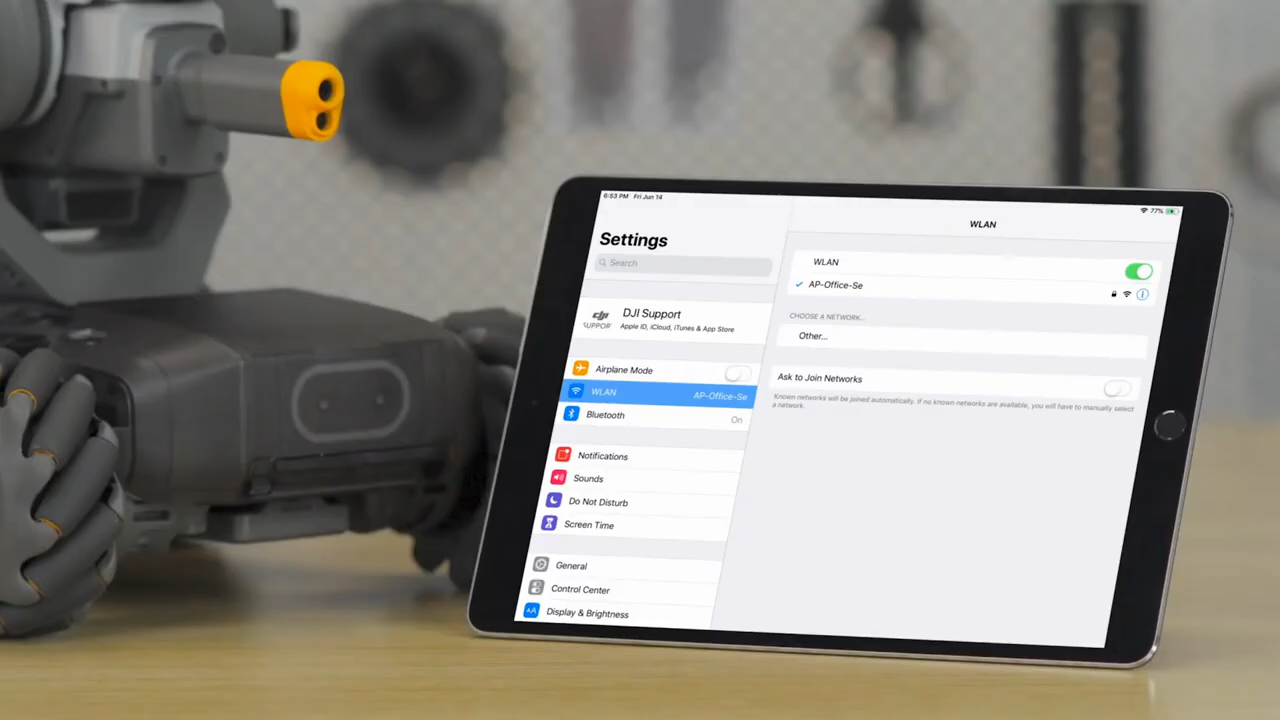 6:53 PM Fri Jun 14
77%
Settings
Search
dji
SUPPORT
DJI Support
Apple ID, iCloud, iTunes & App Store
Airplane Mode
WLAN AP-Office-Se
Bluetooth On
Notifications
Sounds
Do Not Disturb
Screen Time
General
Control Center
AA Display & Brightness
WLAN
WLAN
AP-Office-Se
CHOOSE A NETWORK...
Other...
Ask to Join Networks
Known networks will be joined automatically. If no known networks are available, you will have to manually select
a network.